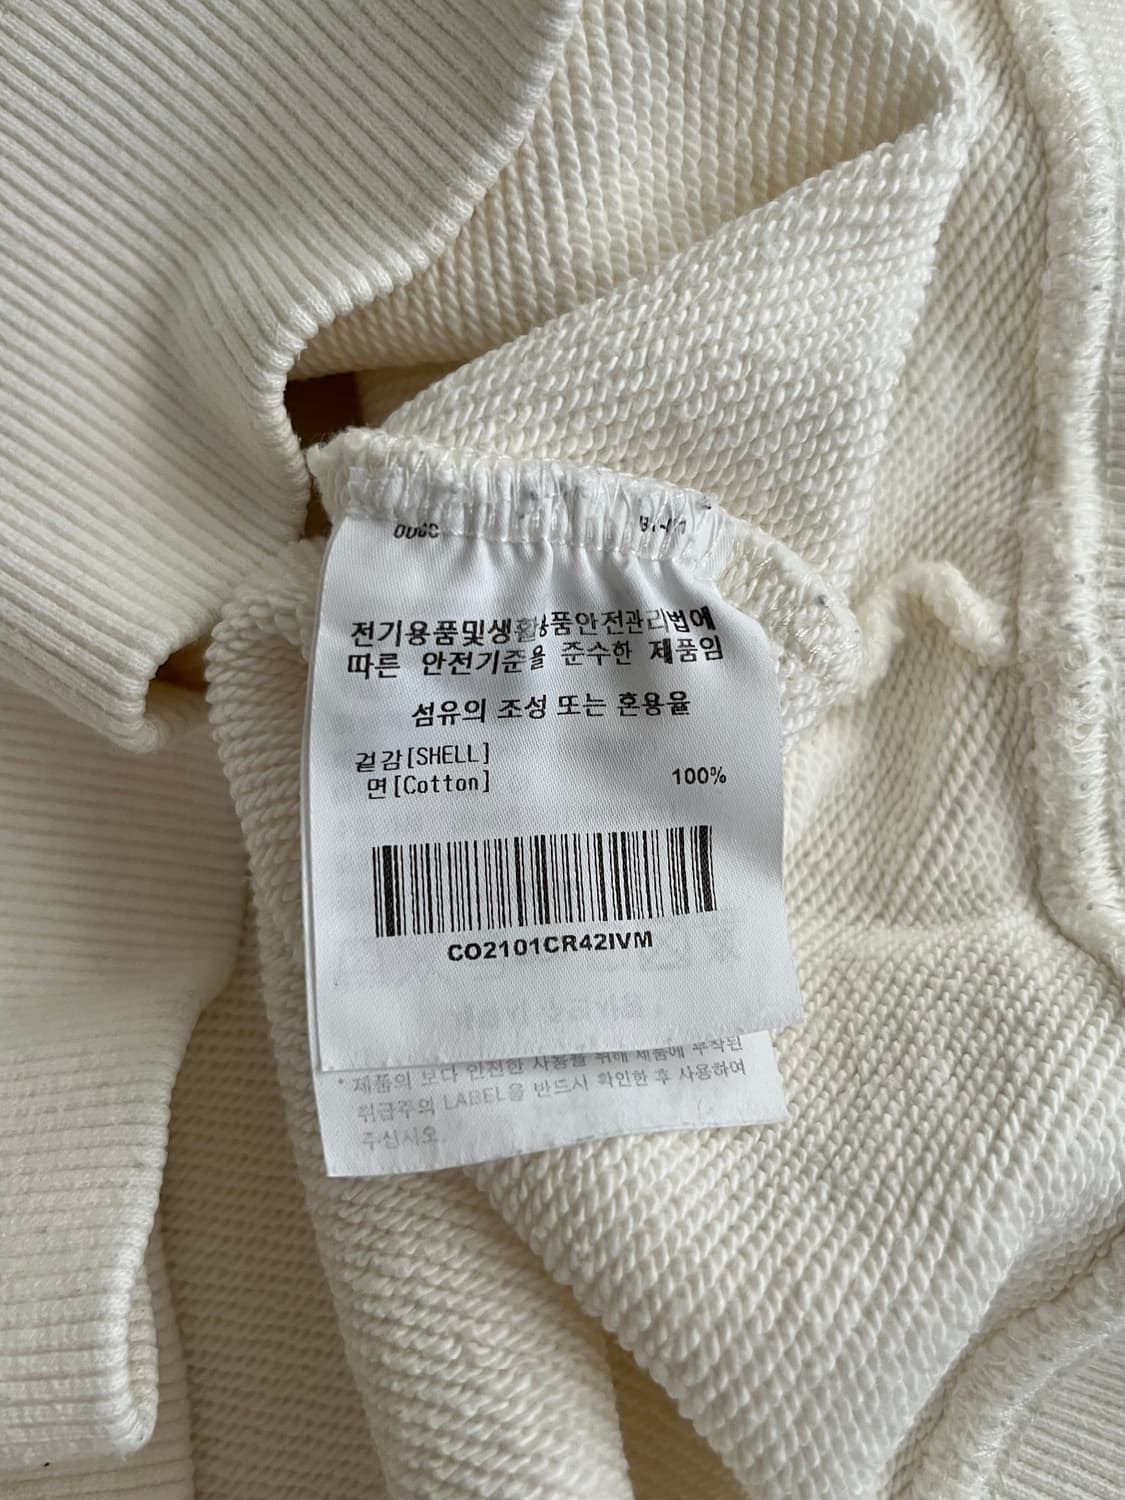 전기용품및생활용품안전관리법에
따른 안전기준을 준수한 제품임
섬유의 조성 또는 혼용율
겉감[SHELL]
면[Cotton] 100%
CO2101CR42IVM
* 제품의 보다 안전한 사용을 위해 제품에 부착된
취급주의 LABEL을 반드시 확인한 후 사용하여
주십시오.